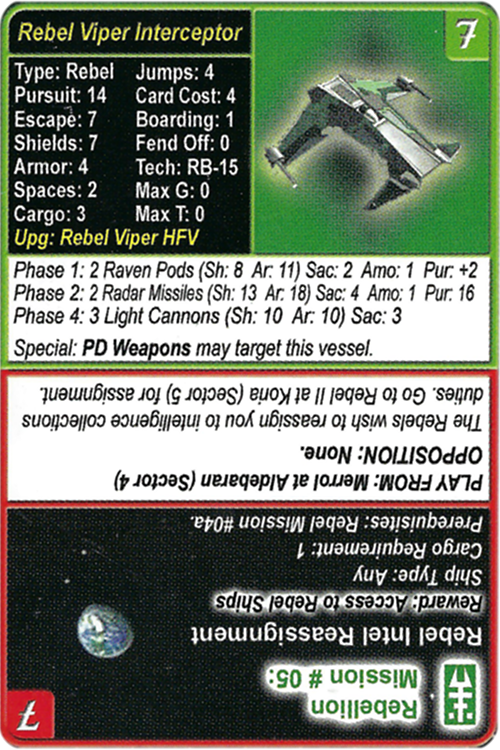 Rebel Viper Interceptor
7
Type: Rebel Jumps: 4
Pursuit: 14 Card Cost: 4
Escape: 7 Boarding: 1
Shields: 7 Fend Off: 0
Armor: 4 Tech: RB-15
Spaces: 2 Max G: 0
Cargo: 3 Max T: 0
Upg: Rebel Viper HFV
Phase 1: 2 Raven Pods (Sh: 8 Ar: 11) Sac: 2 Amo: 1 Pur: +2
Phase 2: 2 Radar Missiles (Sh: 13 Ar: 18) Sac: 4 Amo: 1 Pur: 16
Phase 4: 3 Light Cannons (Sh: 10 Ar: 10) Sac: 3
Special: PD Weapons may target this vessel.
Rebellion
Mission # 05:
7
Rebel Intel Reassignment
Reward: Access to Rebel Ships
Ship Type: Any
Cargo Requirement: 1
Prerequisites: Rebel Mission #04a.
PLAY FROM: Merrol at Aldebaran (Sector 4)
OPPOSITION: None.
The Rebels wish to reassign you to intelligence collections
duties. Go to Rebel II at Koria (Sector 5) for assignment.